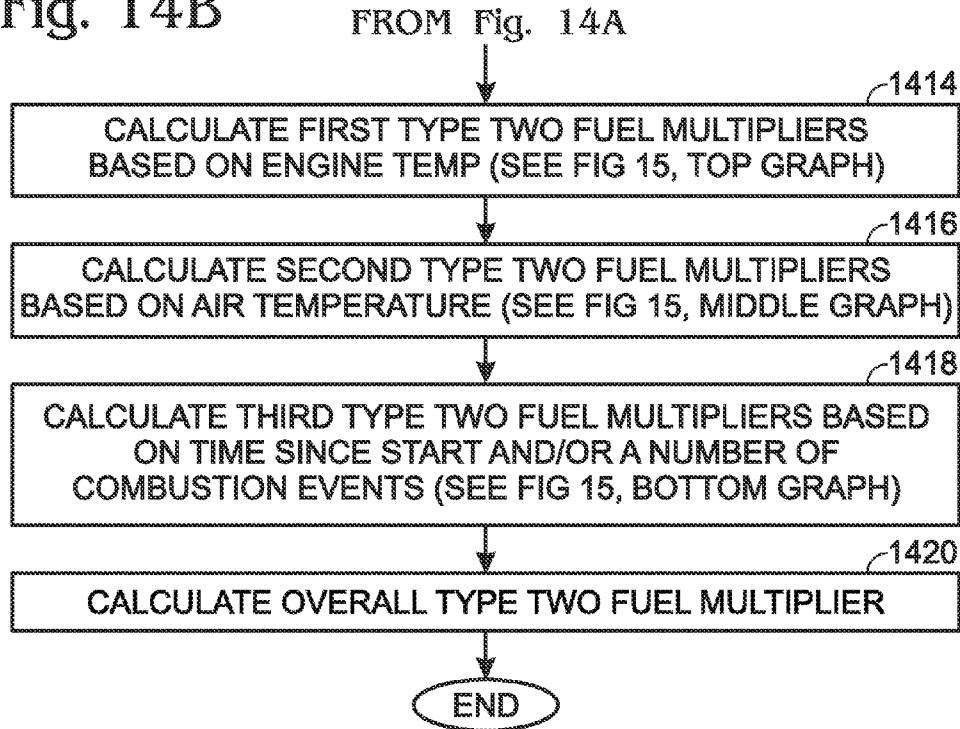 Fig. 14B
FROM Fig. 14A
1414
CALCULATE FIRST TYPE TWO FUEL MULTIPLIERS
BASED ON ENGINE TEMP (SEE FIG 15, TOP GRAPH)
1416
CALCULATE SECOND TYPE TWO FUEL MULTIPLIERS
BASED ON AIR TEMPERATURE (SEE FIG 15, MIDDLE GRAPH)
1418
CALCULATE THIRD TYPE TWO FUEL MULTIPLIERS BASED
ON TIME SINCE START AND/OR A NUMBER OF
COMBUSTION EVENTS (SEE FIG 15, BOTTOM GRAPH)
1420
CALCULATE OVERALL TYPE TWO FUEL MULTIPLIER
END